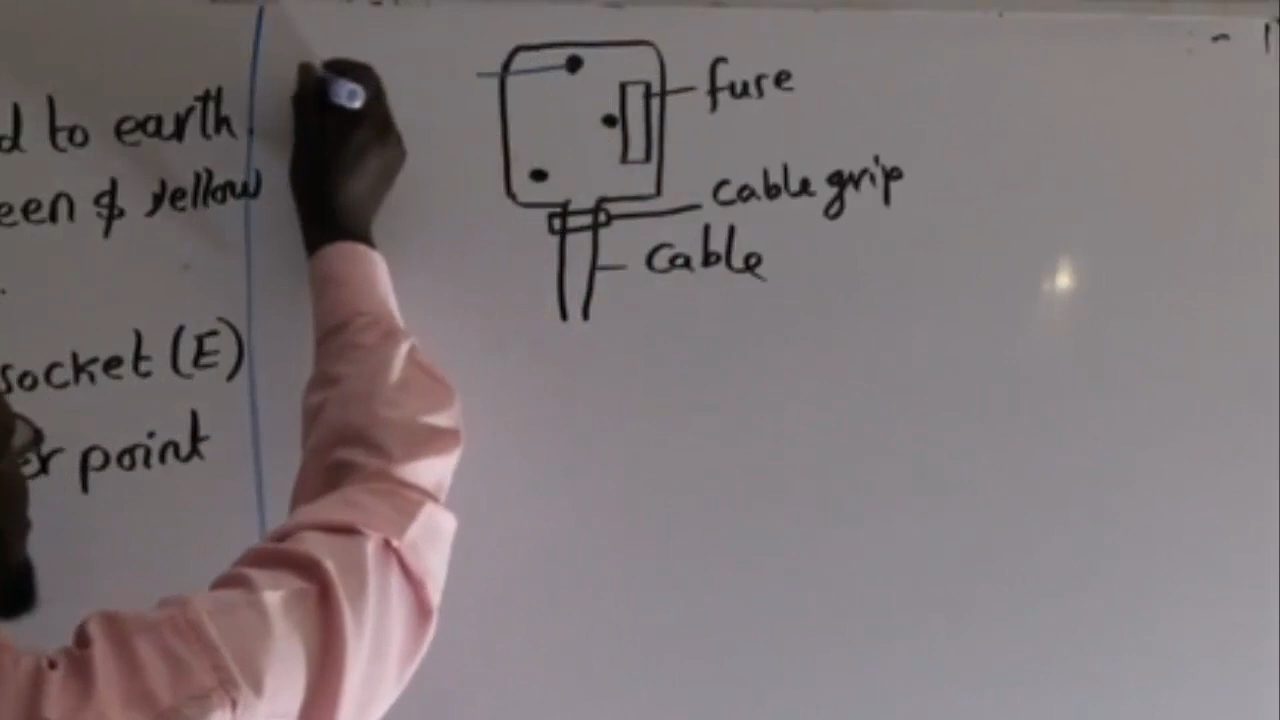 d to earth
een & yellow
socket (E)
r point
fuse
cable grip
cable